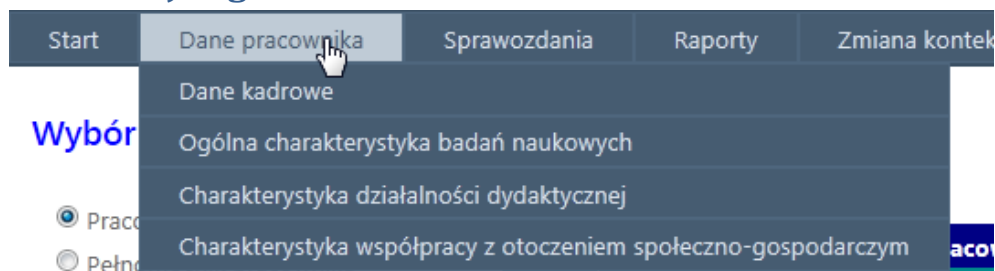 Start Dane pracownika Sprawozdania Raporty Zmiana
Dane kadrowe
Wybór
Ogólna charakterystyka badań naukowych
Charakterystyka działalności dydaktycznej
Charakterystyka współpracy z otoczeniem społeczno-gospodarczym